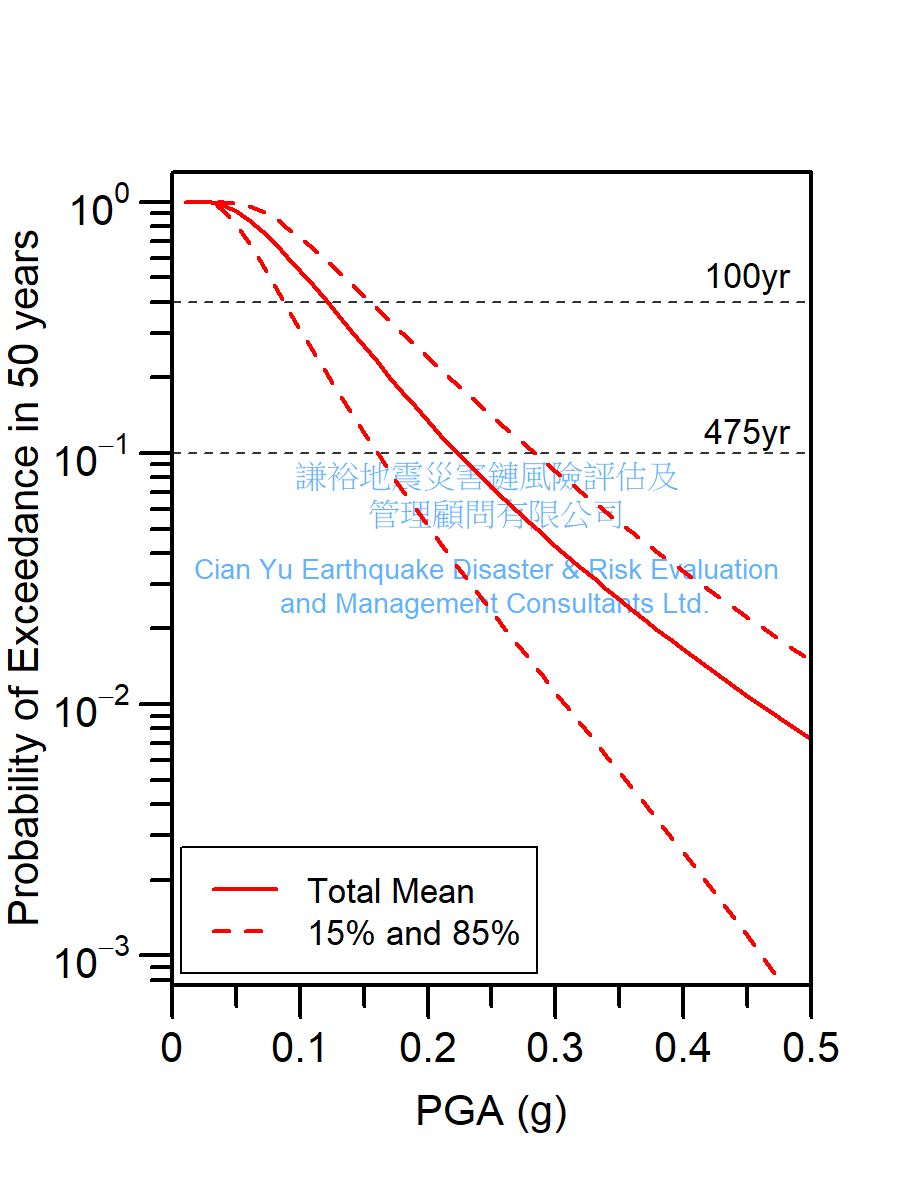 Probability of Exceedance in 50 years
10⁰
10⁻¹
10⁻²
10⁻³
100yr
475yr
謙裕地震災害鏈風險評估及
管理顧問有限公司
Cian Yu Earthquake Disaster & Risk Evaluation
and Management Consultants Ltd.
Total Mean
15% and 85%
0 0.1 0.2 0.3 0.4 0.5
PGA (g)